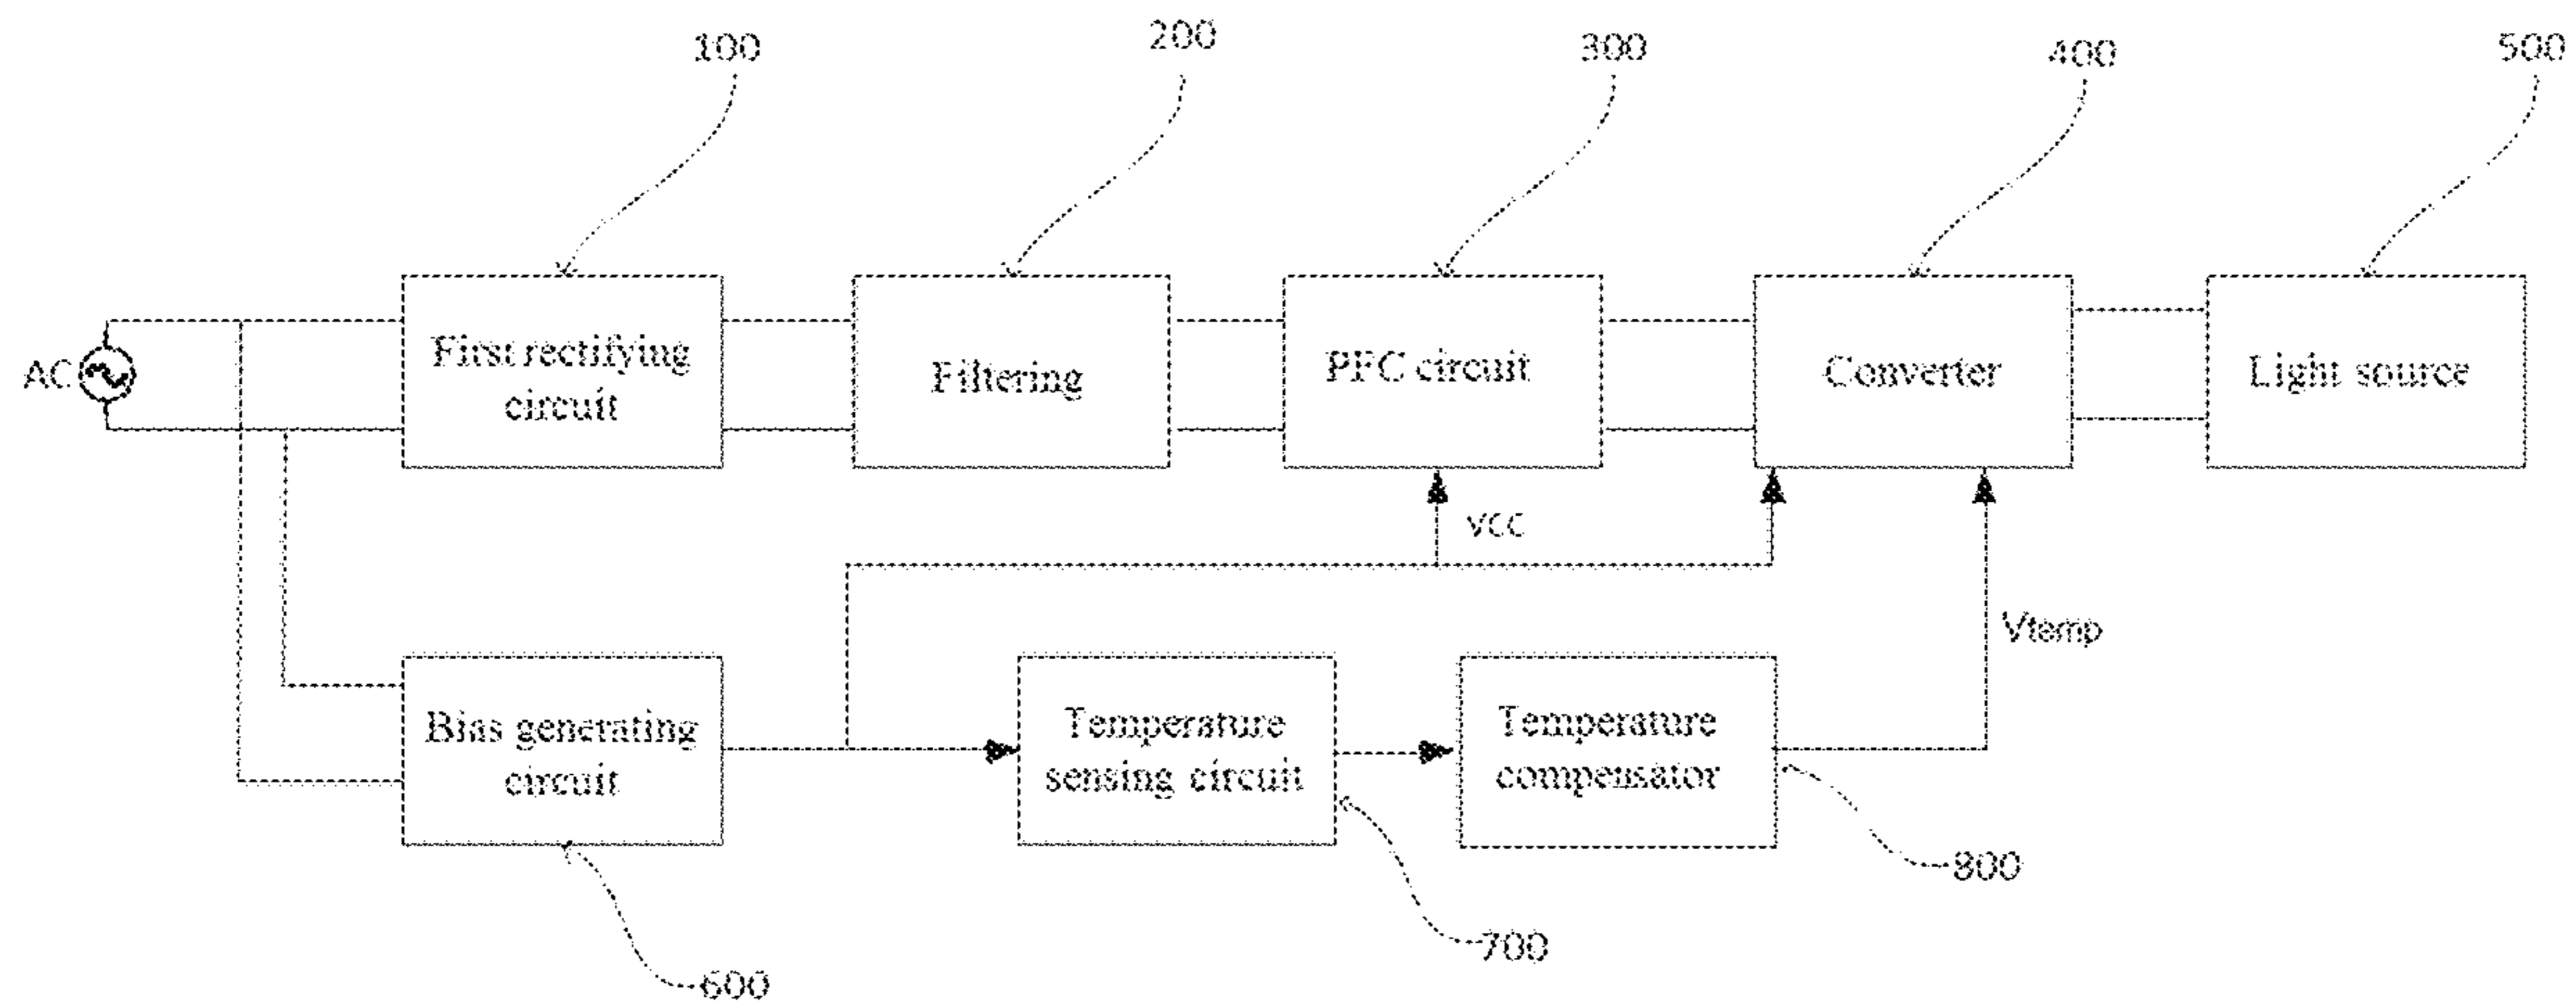 100
200
300
400
500
AC
First rectifying
circuit
Filtering
PFC circuit
Converter
Light source
VCC
Vtemp
Bias generating
circuit
Temperature
sensing circuit
Temperature
compensator
800
700
600